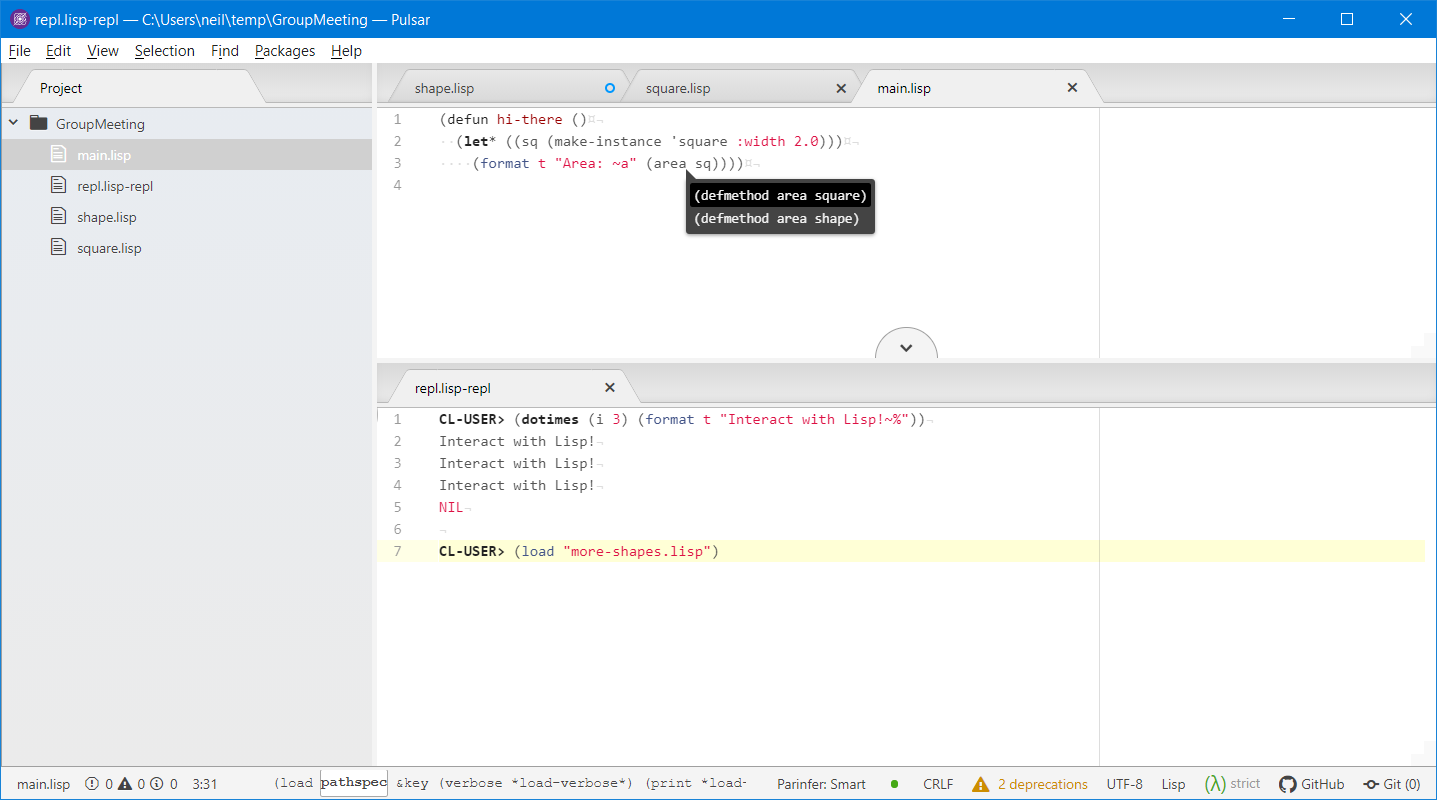 repl.lisp-repl — C:\Users\neil\temp\GroupMeeting — Pulsar
File Edit View Selection Find Packages Help
Project
GroupMeeting
main.lisp
repl.lisp-repl
shape.lisp
square.lisp
shape.lisp square.lisp main.lisp
1 (defun hi-there ()
2 (let* ((sq (make-instance 'square :width 2.0)))
3 (format t "Area: ~a" (area sq))))
4
(defmethod area square)
(defmethod area shape)
repl.lisp-repl
1 CL-USER> (dotimes (i 3) (format t "Interact with Lisp!~%"))
2 Interact with Lisp!
3 Interact with Lisp!
4 Interact with Lisp!
5 NIL
6
7 CL-USER> (load "more-shapes.lisp")
main.lisp 0 0 0 3:31 (load pathspec &key (verbose *load-verbose*) (print *load- Parinfer: Smart CRLF 2 deprecations UTF-8 Lisp (λ) strict GitHub Git (0)